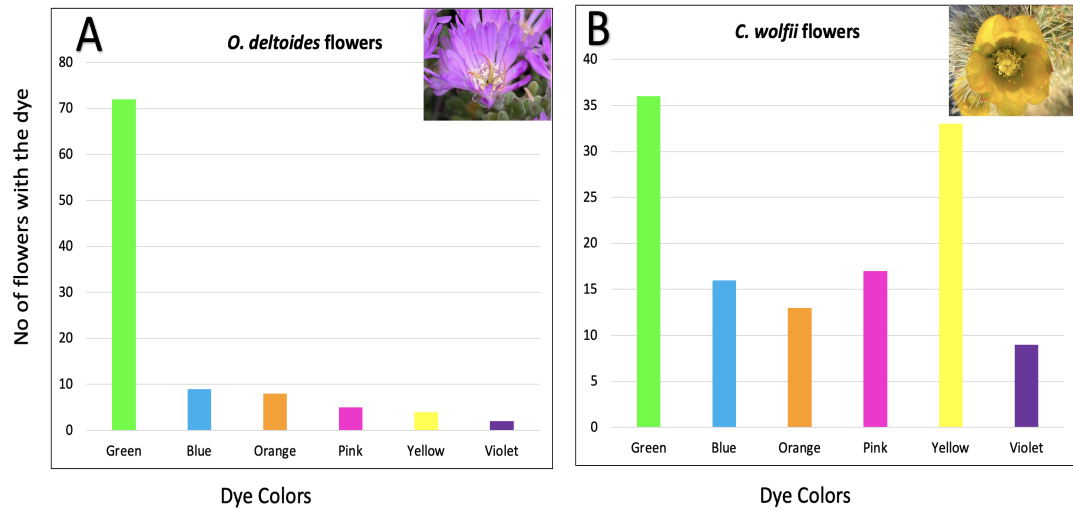 A
O. deltoides flowers
No of flowers with the dye
80
70
60
50
40
30
20
10
0
Green Blue Orange Pink Yellow Violet
Dye Colors
B
C. wolfii flowers
40
35
30
25
20
15
10
5
0
Green Blue Orange Pink Yellow Violet
Dye Colors